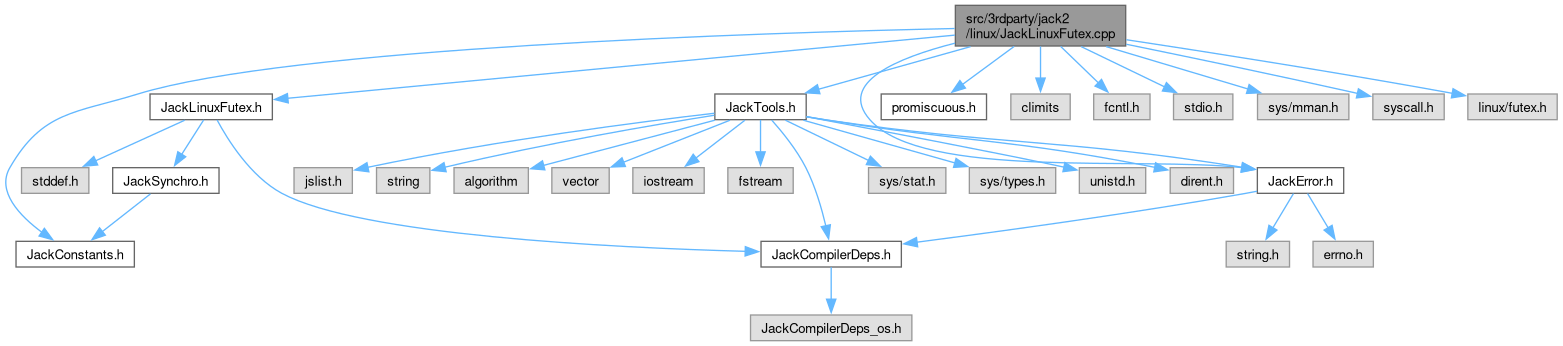 src/3rdparty/jack2
/linux/JackLinuxFutex.cpp
JackLinuxFutex.h
JackTools.h
promiscuous.h
climits
fcntl.h
stdio.h
sys/mman.h
syscall.h
linux/futex.h
stddef.h
JackSynchro.h
jslist.h
string
algorithm
vector
iostream
fstream
sys/stat.h
sys/types.h
unistd.h
dirent.h
JackError.h
JackConstants.h
JackCompilerDeps.h
string.h
errno.h
JackCompilerDeps_os.h